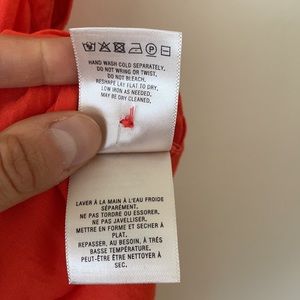 HAND WASH COLD SEPARATELY,
DO NOT WRING OR TWIST,
DO NOT BLEACH.
RESHAPE LAY FLAT TO DRY,
LOW IRON AS NEEDED,
MAY BE DRY CLEANED.
LAVER À LA MAIN À L'EAU FROIDE
SÉPARÉMENT.
NE PAS TORDRE OU ESSORER,
NE PAS JAVELLISER.
METTRE EN FORME ET SECHER À
PLAT.
REPASSER, AU BESOIN, À TRÉS
BASSE TEMPÉRATURE.
PEUT-ÊTRE NETTOYER À
SEC.